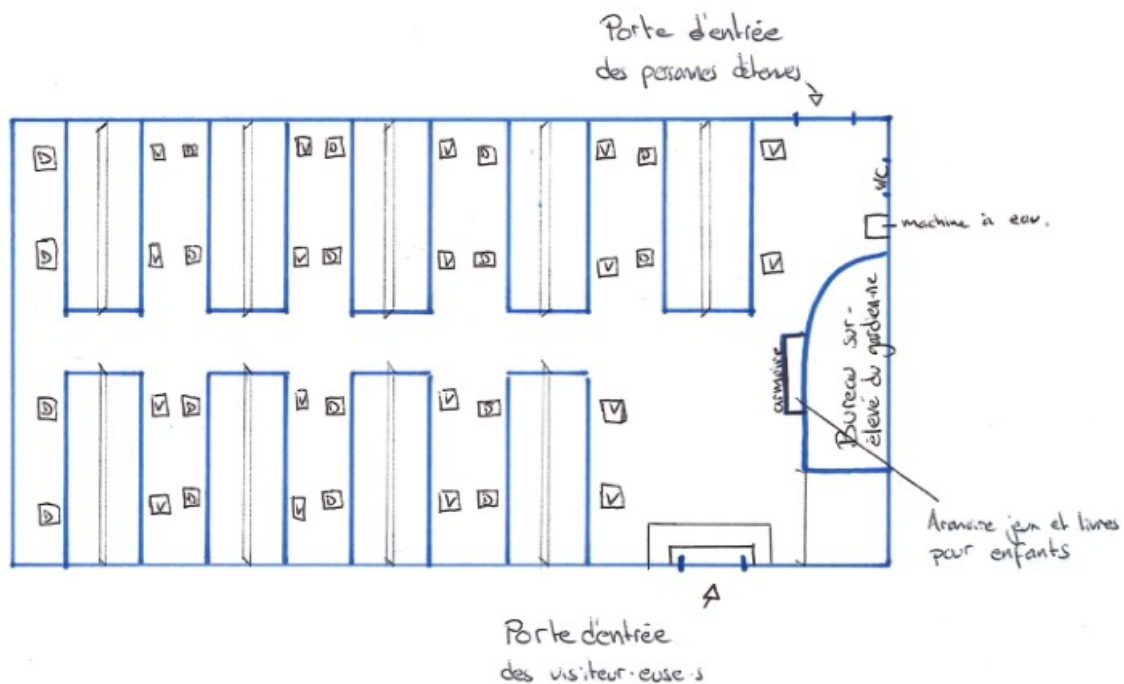 Porte d'entrée
des personnes détenues
D V D V D V D V D V
WC
machine à eau.
D V D V D V D V D V
armoire
Bureau sur-
élevé du gardien·ne
D V D V D V D V
D V D V D V D V
Armoire jeux et livres
pour enfants
Porte d'entrée
des visiteur·euse·s